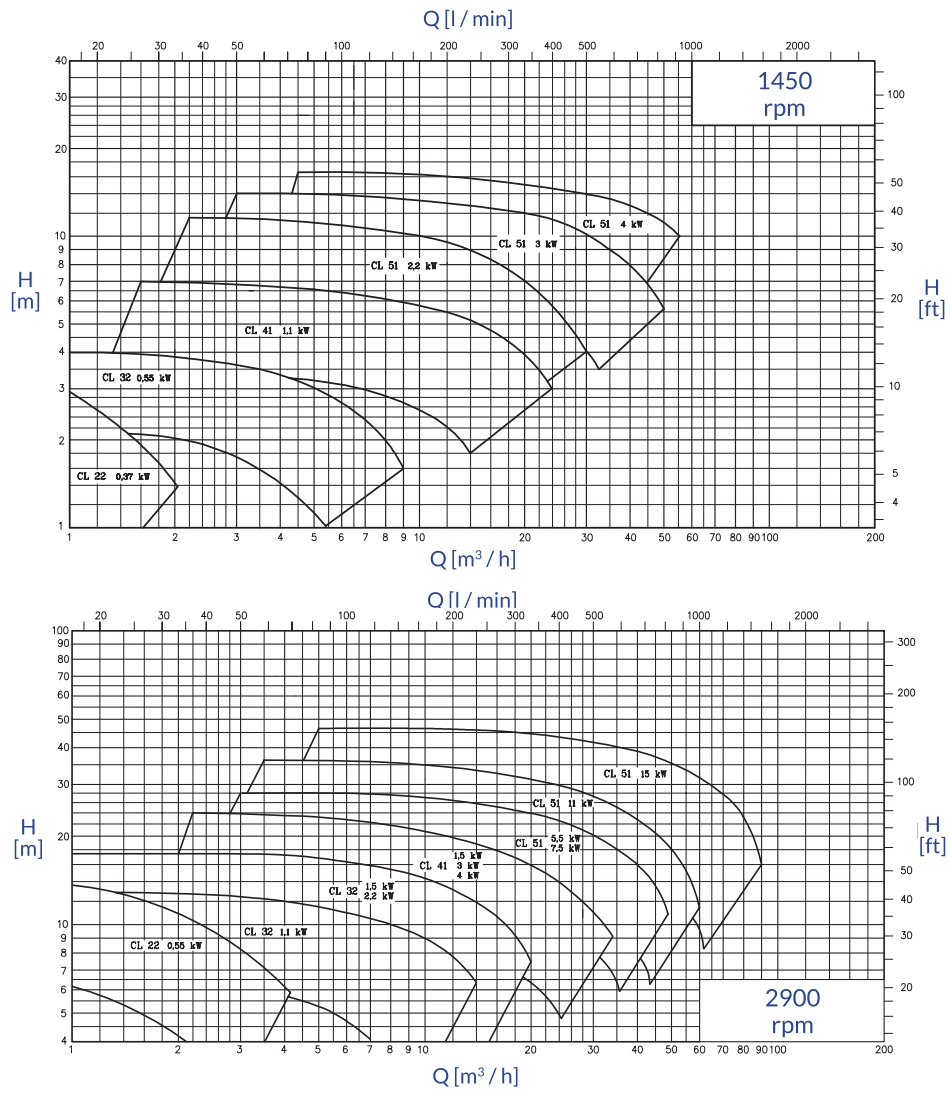 Q [l / min]
20 30 40 50 100 200 300 400 500 1000 2000
1450
rpm
40
30
20
10
9
8
7
6
5
4
3
2
1
H
[m]
100
50
40
30
20
10
5
4
H
[ft]
CL 51 4 kW
CL 51 3 kW
CL 51 2,2 kW
CL 41 1,1 kW
CL 32 0,55 kW
CL 22 0,37 kW
1 2 3 4 5 6 7 8 9 10 20 30 40 50 60 70 80 90 100 200
Q [m³ / h]
Q [l / min]
20 30 40 50 100 200 300 400 500 1000 2000
100
90
80
70
60
50
40
30
20
10
9
8
7
6
5
4
H
[m]
300
200
100
50
40
30
20
H
[ft]
CL 51 15 kW
CL 51 11 kW
CL 51 5,5 kW
7,5 kW
1,5 kW
CL 41 3 kW
4 kW
CL 32 1,5 kW
2,2 kW
CL 32 1,1 kW
CL 22 0,55 kW
2900
rpm
1 2 3 4 5 6 7 8 9 10 20 30 40 50 60 70 80 90 100 200
Q [m³ / h]